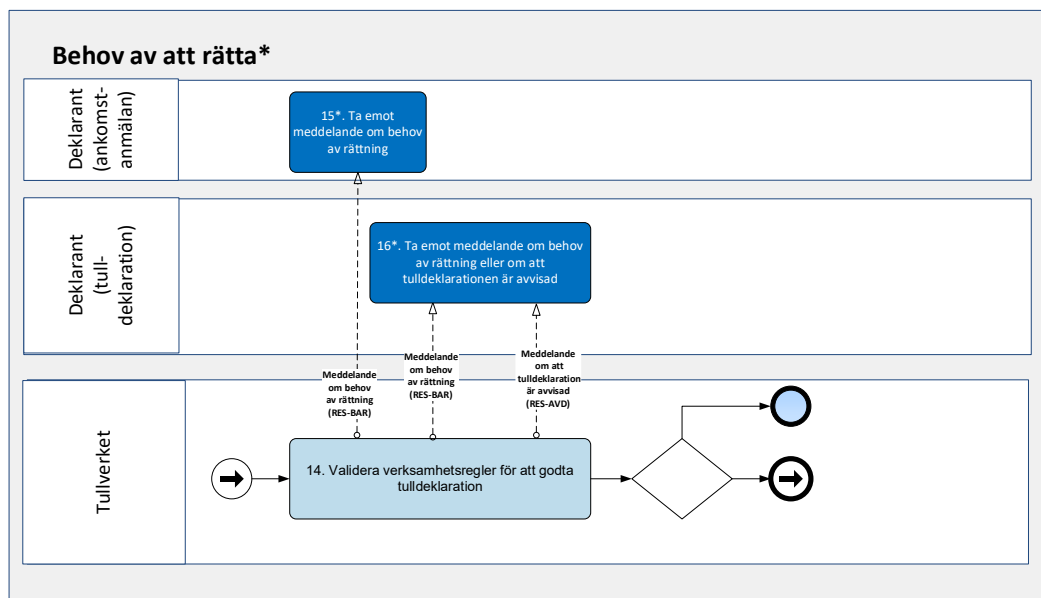 Behov av att rätta*
Deklarant
(ankomst-
anmälan)
15*. Ta emot
meddelande om behov
av rättning
Deklarant
(tull-
deklaration)
16*. Ta emot meddelande om behov
av rättning eller om att
tulldeklarationen är avvisad
Meddelande
om behov
av rättning
(RES-BAR)
Meddelande
om behov
av rättning
(RES-BAR)
Meddelande
om att
tulldeklaration
är avvisad
(RES-AVD)
Tullverket
14. Validera verksamhetsregler för att godta
tulldeklaration